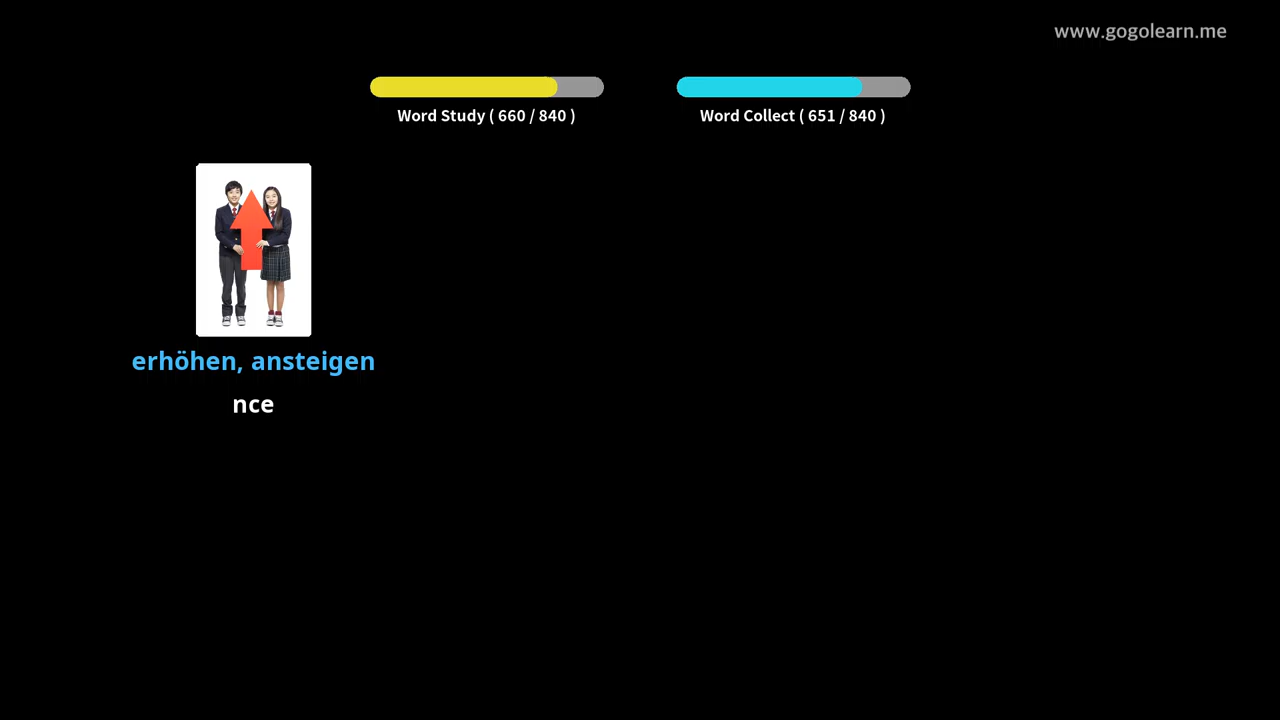 www.gogolearn.me
Word Study ( 660 / 840 )
Word Collect ( 651 / 840 )
erhöhen, ansteigen
nce